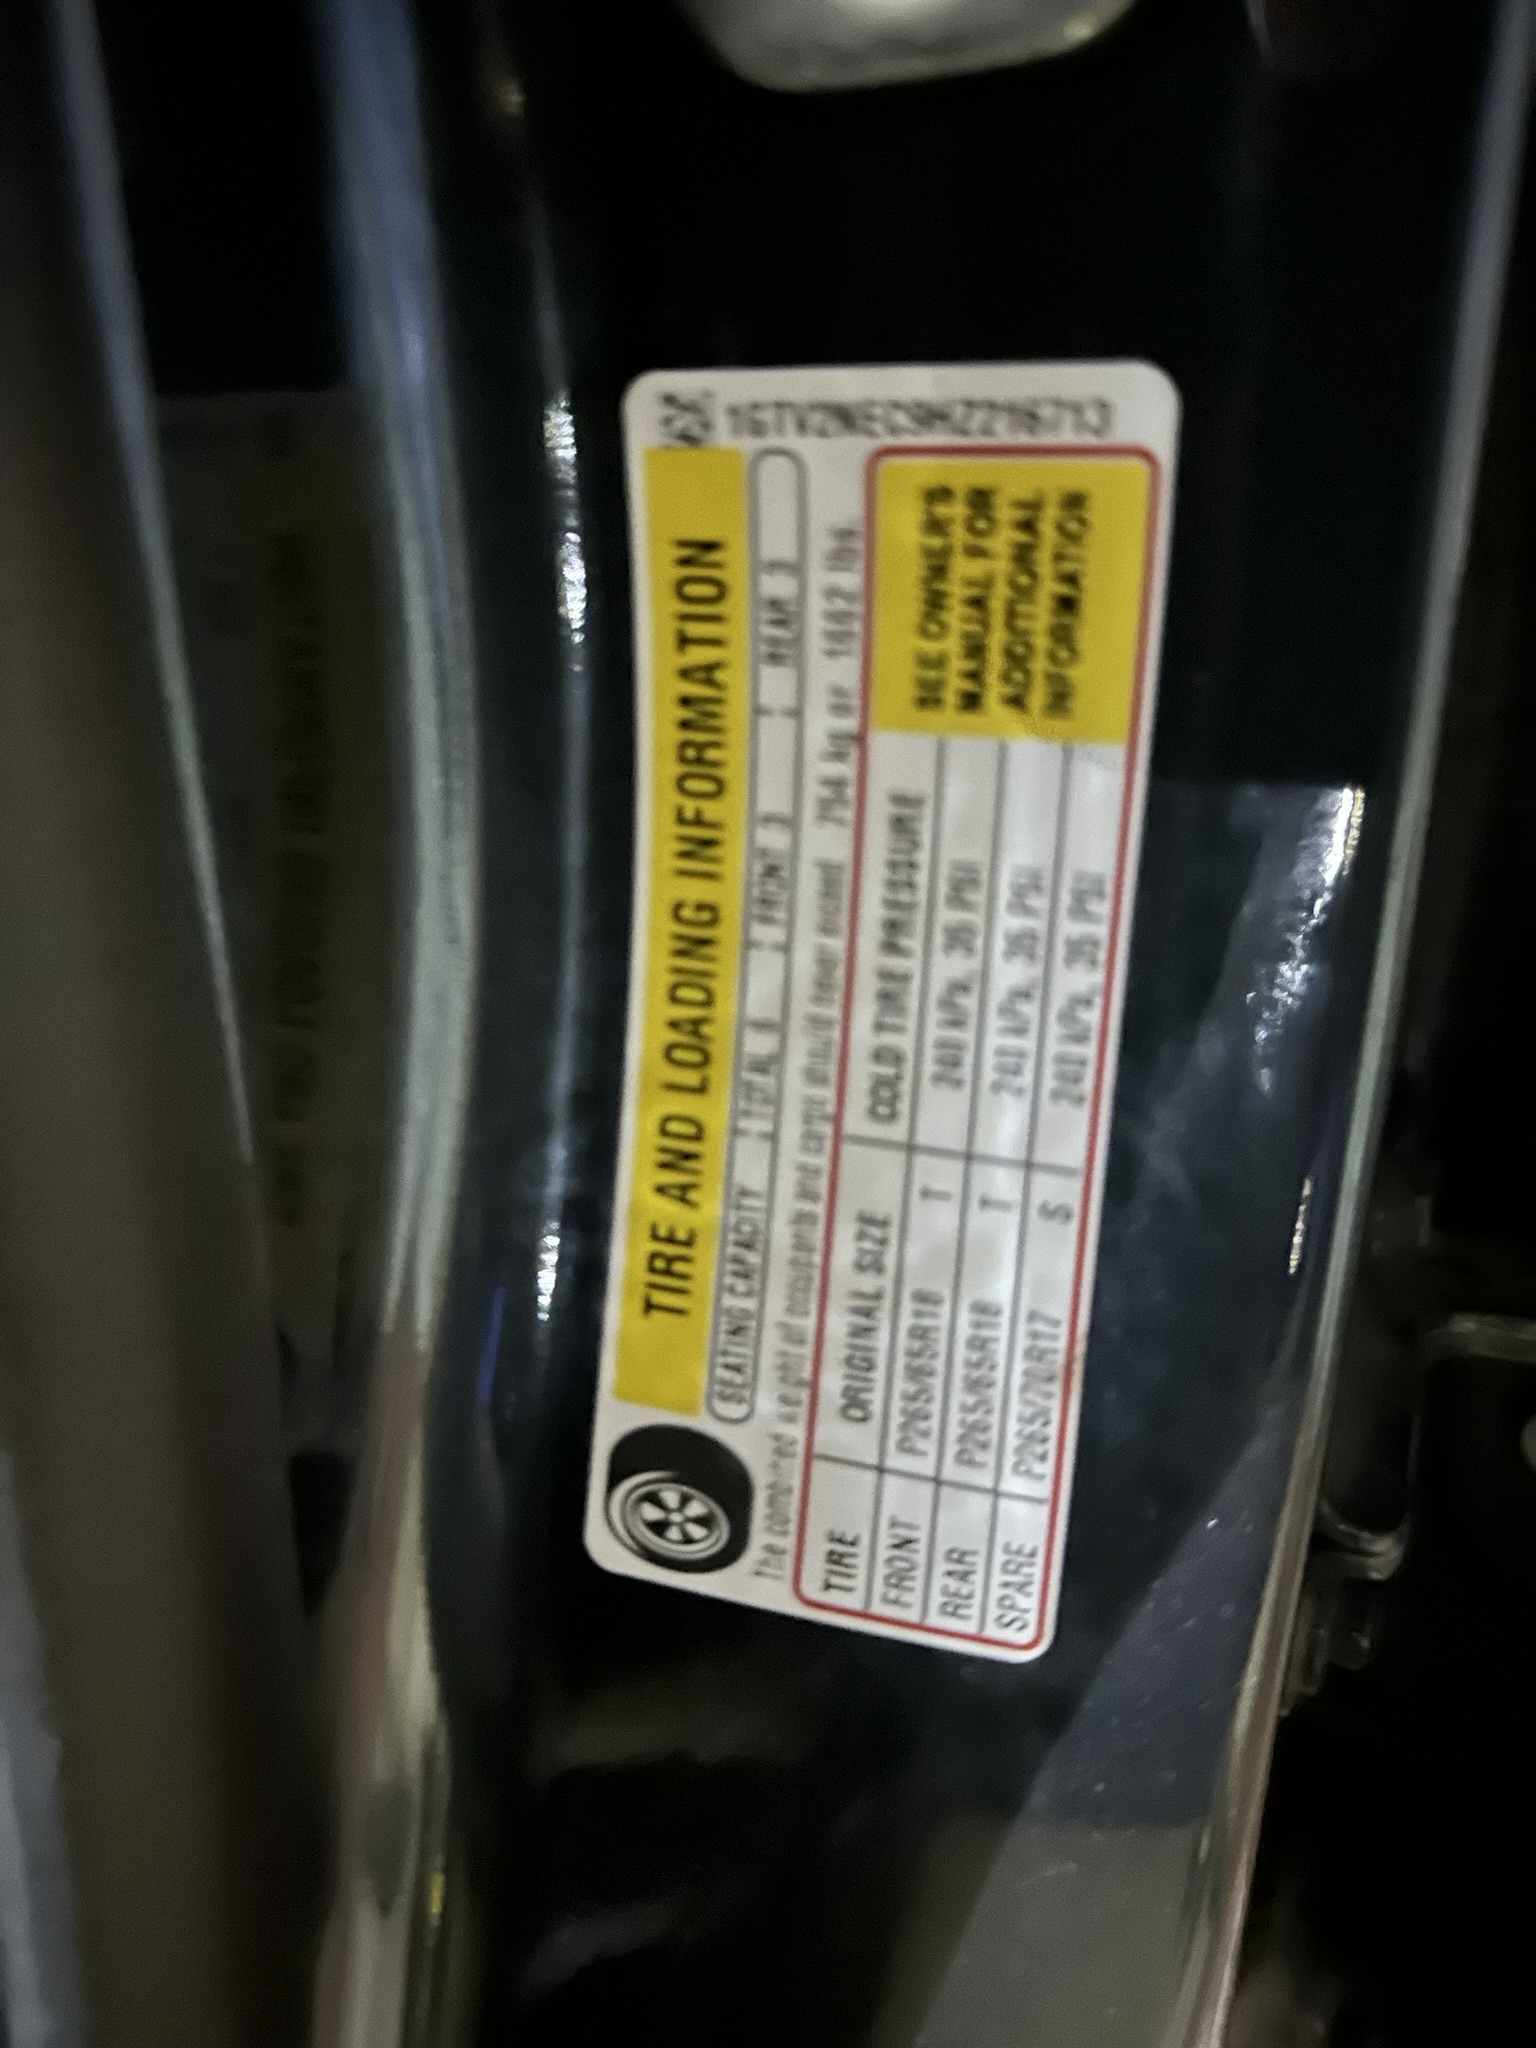 TIRE AND LOADING INFORMATION
SEATING CAPACITY TOTAL 6 FRONT 3 REAR 3
The combined weight of occupants and cargo should never exceed 754 kg or 1662 lbs.
TIRE ORIGINAL SIZE COLD TIRE PRESSURE
FRONT P265/65R18 T 240 kPa, 35 PSI
REAR P265/65R18 T 240 kPa, 35 PSI
SPARE P265/70R17 S 240 kPa, 35 PSI
SEE OWNER'S
MANUAL FOR
ADDITIONAL
INFORMATION